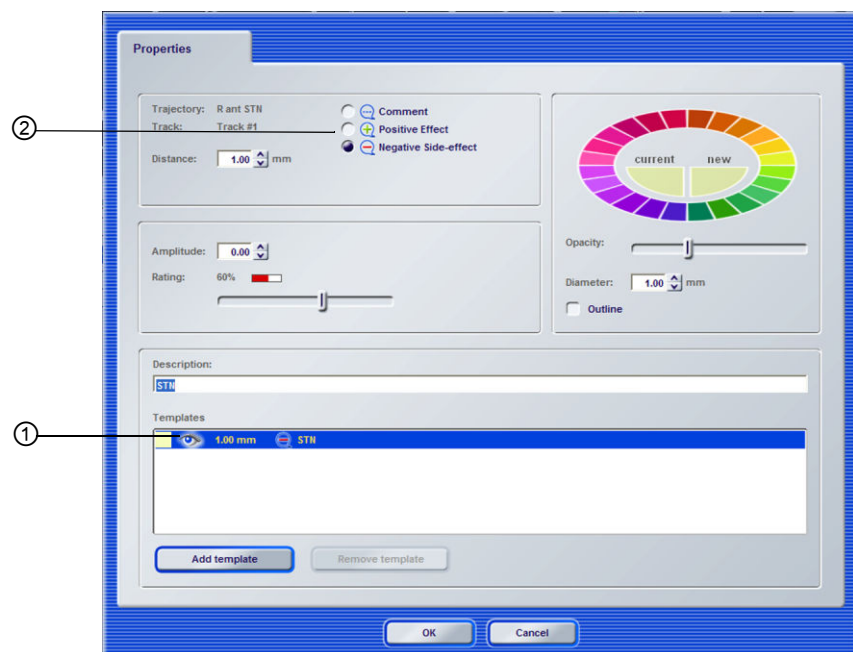 Properties
Trajectory: R ant STN
Track: Track #1
Distance: 1.00 mm
Comment
Positive Effect
Negative Side-effect
②
current new
Amplitude: 0.00
Rating: 60%
Opacity:
Diameter: 1.00 mm
Outline
Description:
STN
Templates
①
1.00 mm STN
Add template Remove template
OK Cancel